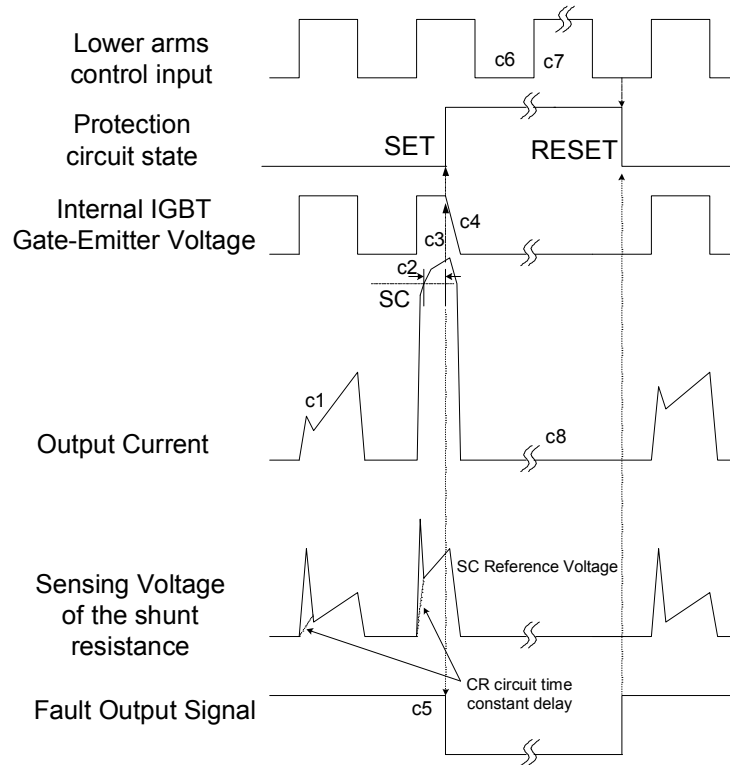 Lower arms
control input
c6
c7
Protection
circuit state
SET
RESET
Internal IGBT
Gate-Emitter Voltage
c4
c3
c2
SC
c1
Output Current
c8
Sensing Voltage
of the shunt
resistance
SC Reference Voltage
CR circuit time
constant delay
Fault Output Signal
c5